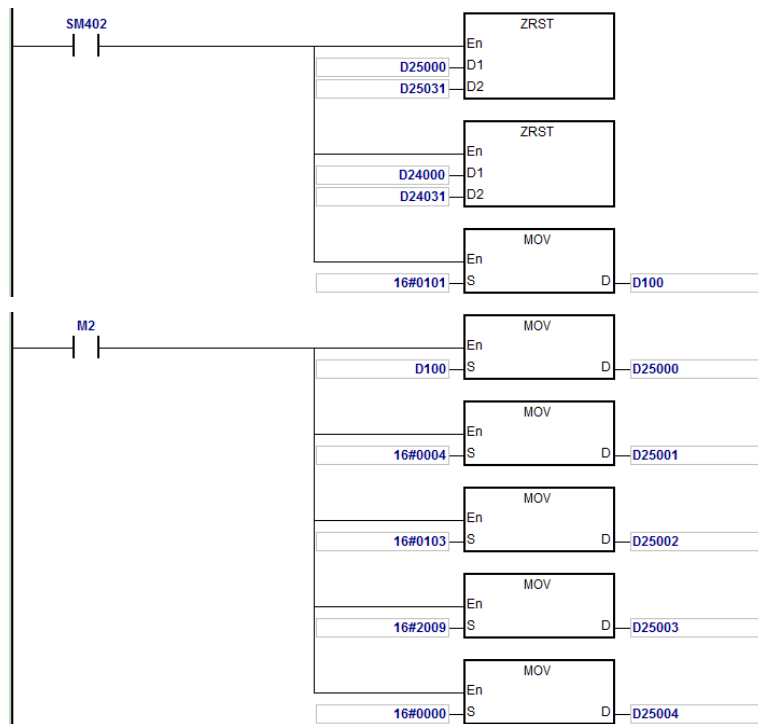 SM402
ZRST
En
D25000 D1
D25031 D2
ZRST
En
D24000 D1
D24031 D2
MOV
En
16#0101 S D D100
M2
MOV
En
D100 S D D25000
MOV
En
16#0004 S D D25001
MOV
En
16#0103 S D D25002
MOV
En
16#2009 S D D25003
MOV
En
16#0000 S D D25004